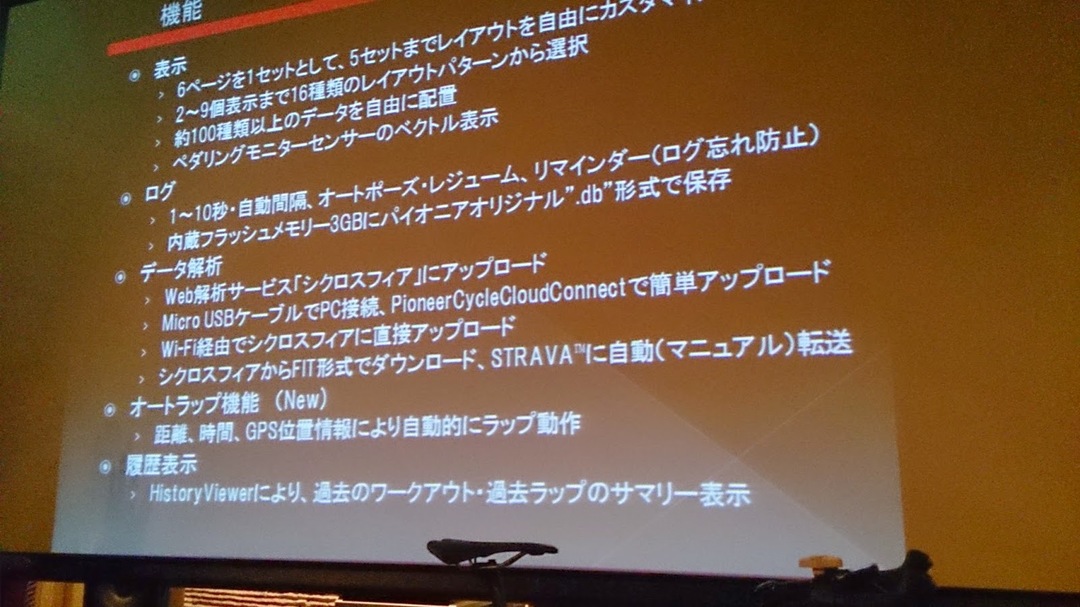 機能
◉ 表示
› 6ページを1セットとして、5セットまでレイアウトを自由にカスタマイ
› 2～9個表示まで16種類のレイアウトパターンから選択
› 約100種類以上のデータを自由に配置
› ペダリングモニターセンサーのベクトル表示
◉ ログ
› 1～10秒・自動間隔、オートポーズ・レジューム、リマインダー(ログ忘れ防止)
› 内蔵フラッシュメモリー3GBにパイオニアオリジナル”.db”形式で保存
◉ データ解析
› Web解析サービス「シクロスフィア」にアップロード
› Micro USBケーブルでPC接続、PioneerCycleCloudConnectで簡単アップロード
› Wi-Fi経由でシクロスフィアに直接アップロード
› シクロスフィアからFIT形式でダウンロード、STRAVA™に自動(マニュアル)転送
◉ オートラップ機能 (New)
› 距離、時間、GPS位置情報により自動的にラップ動作
◉ 履歴表示
› HistoryViewerにより、過去のワークアウト・過去ラップのサマリー表示